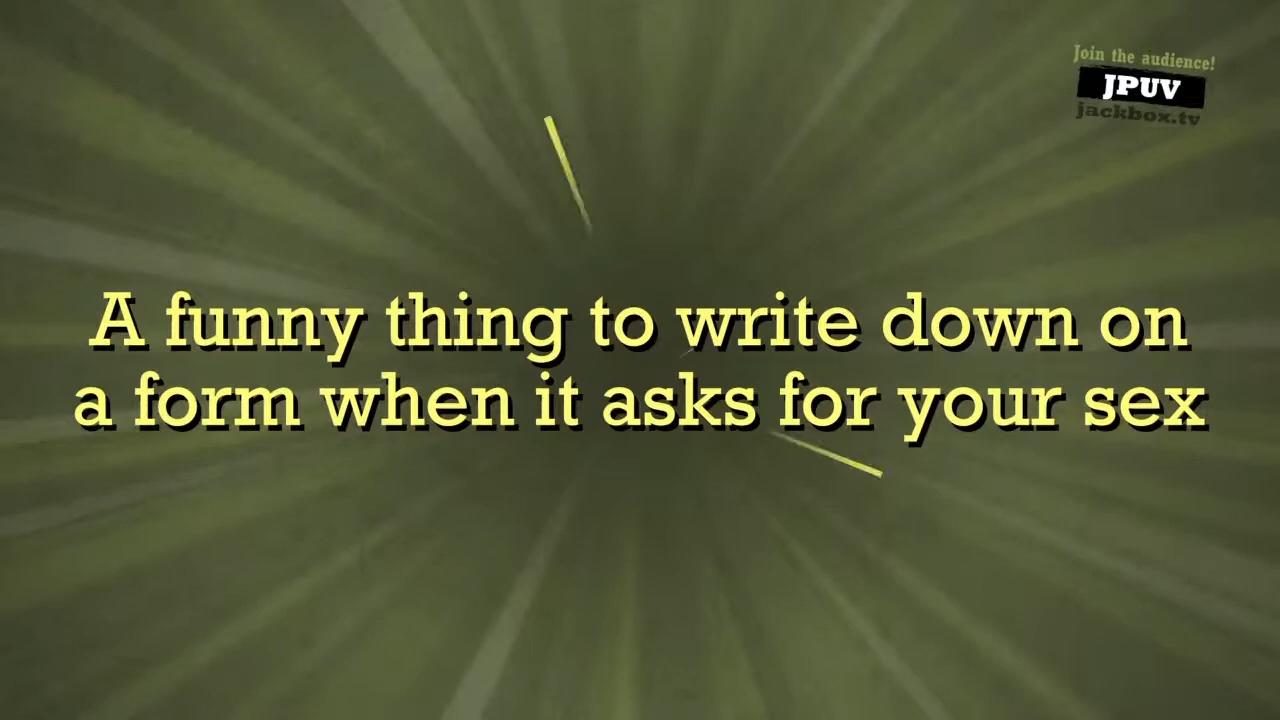 Join the audience!
JPUV
jackbox.tv
A funny thing to write down on
a form when it asks for your sex